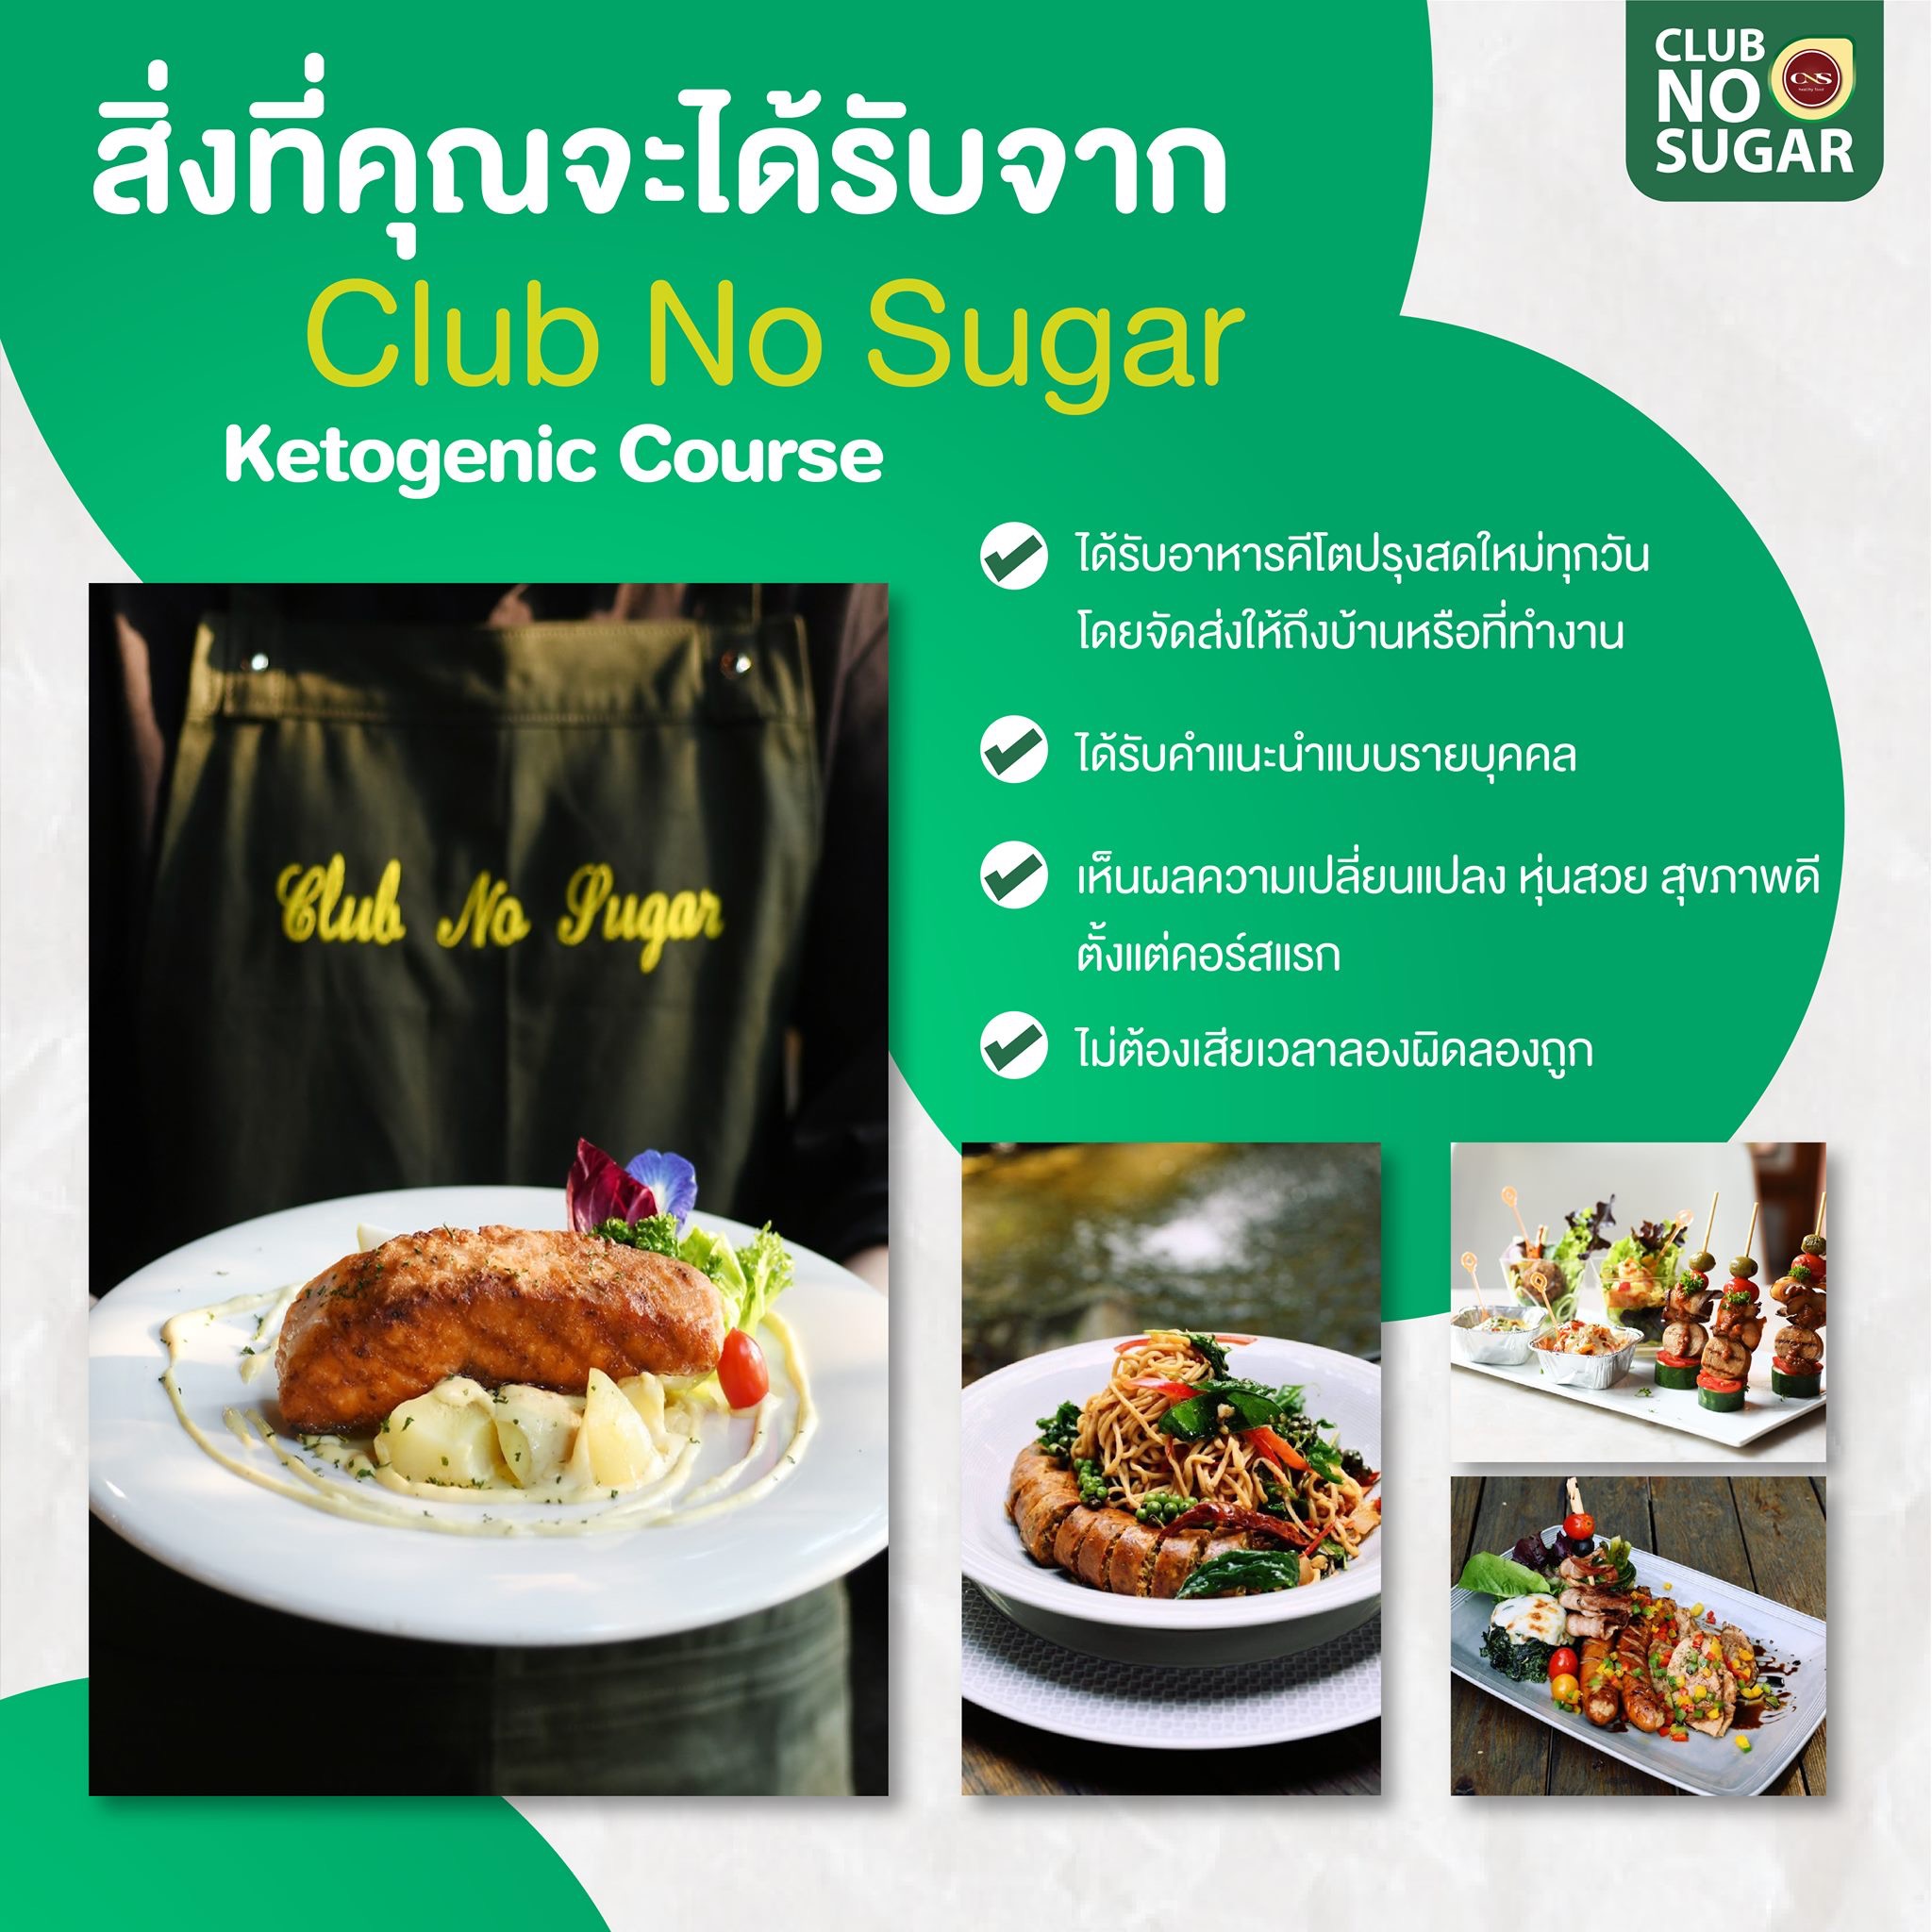 สิ่งที่คุณจะได้รับจาก
Club No Sugar
Ketogenic Course
CLUB
NO
SUGAR
CNS
healthy food
ได้รับอาหารคีโตปรุงสดใหม่ทุกวัน
โดยจัดส่งให้ถึงบ้านหรือที่ทำงาน
ได้รับคำแนะนำแบบรายบุคคล
เห็นผลความเปลี่ยนแปลง หุ่นสวย สุขภาพดี
ตั้งแต่คอร์สแรก
ไม่ต้องเสียเวลาลองผิดลองถูก
Club No Sugar